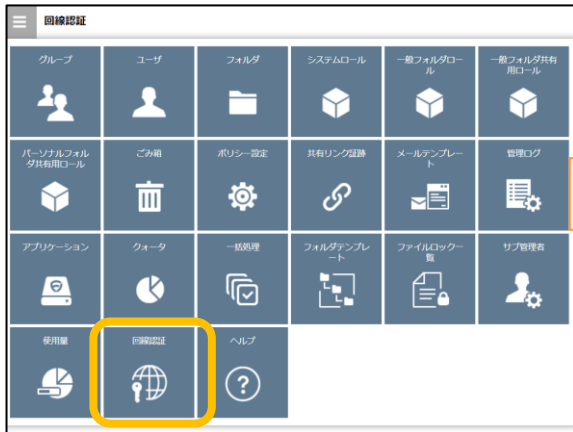 回線認証
グループ
ユーザ
フォルダ
システムロール
一般フォルダロー
ル
一般フォルダ共有
用ロール
パーソナルフォル
ダ共有用ロール
ごみ箱
ポリシー設定
共有リンク証跡
メールテンプレー
ト
管理ログ
アプリケーション
クォータ
一括処理
フォルダテンプレ
ート
ファイルロック一
覧
サブ管理者
使用量
回線認証
ヘルプ